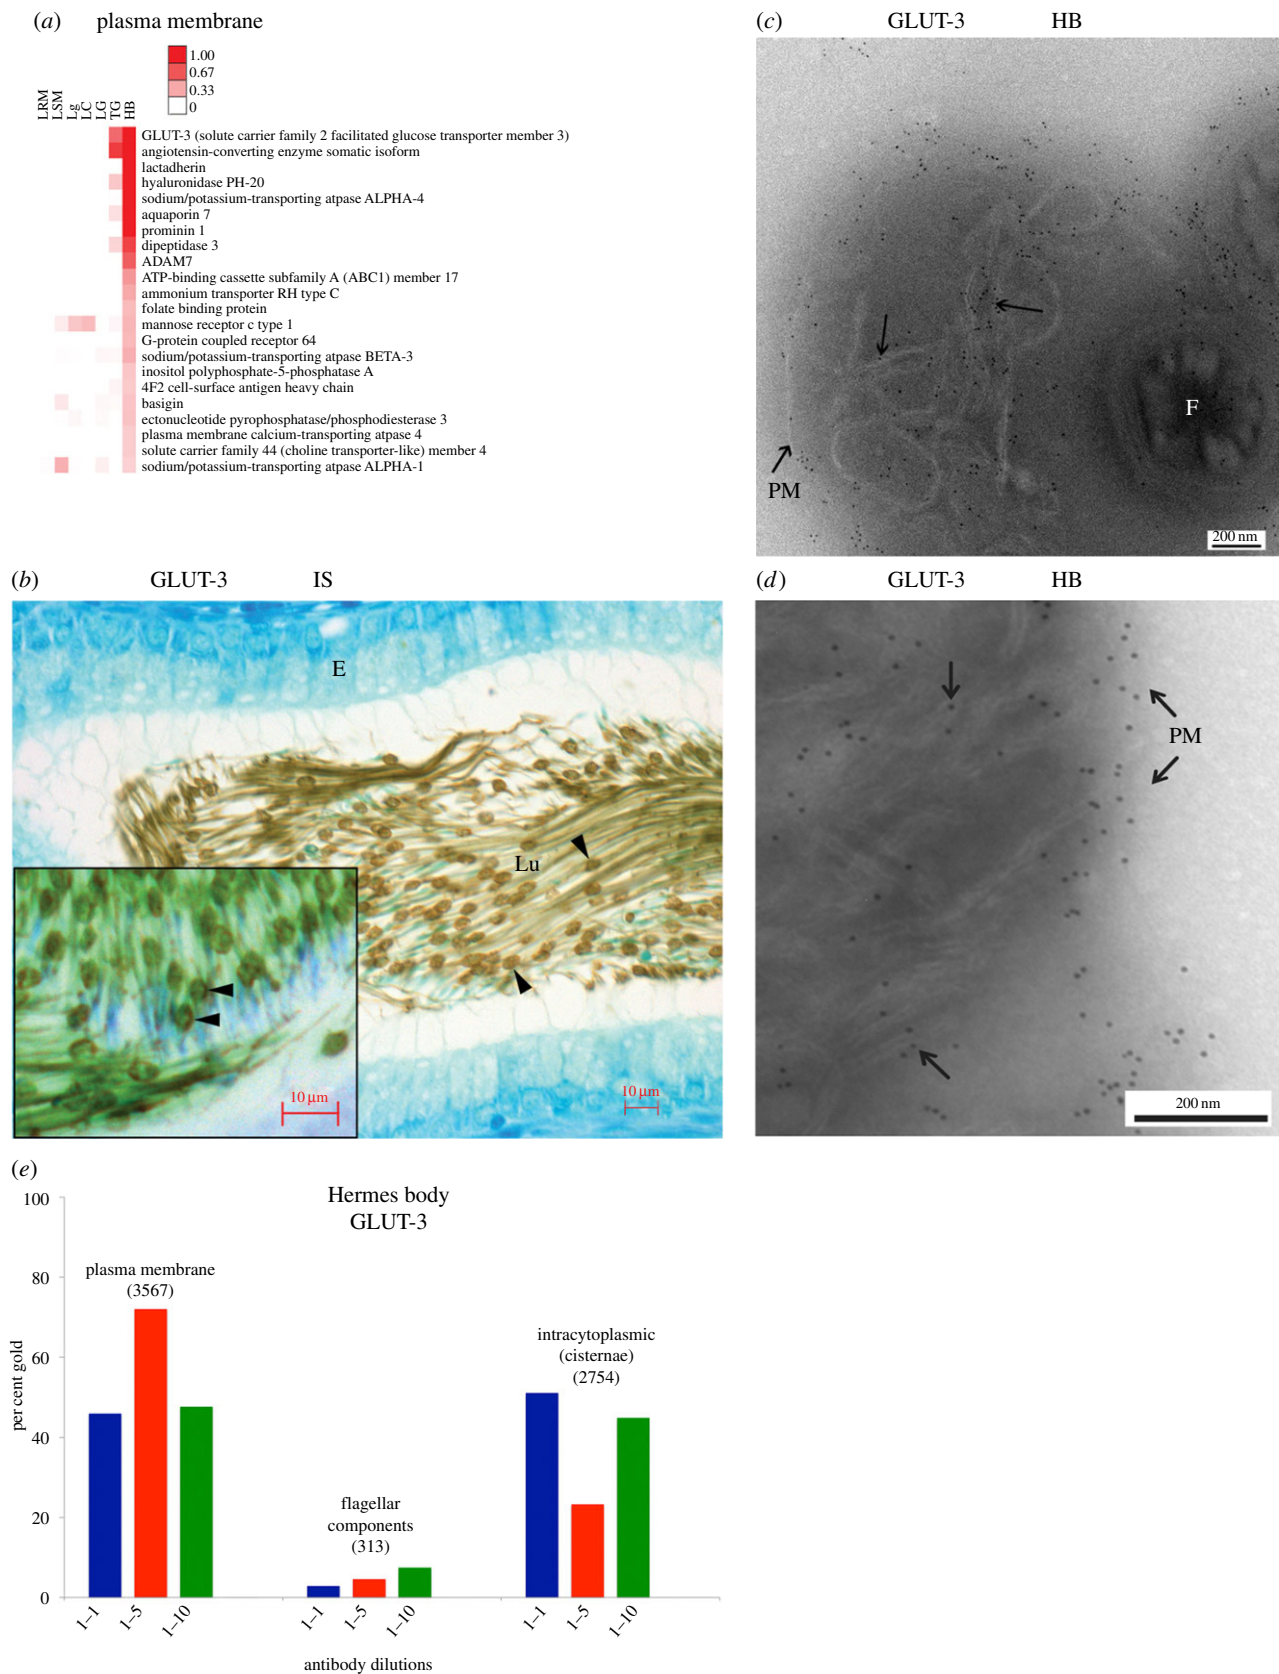 (a) plasma membrane
1.00
0.67
0.33
0
LRM
LSM
Lg
LC
LG
TG
HB
GLUT-3 (solute carrier family 2 facilitated glucose transporter member 3)
angiotensin-converting enzyme somatic isoform
lactadherin
hyaluronidase PH-20
sodium/potassium-transporting atpase ALPHA-4
aquaporin 7
prominin 1
dipeptidase 3
ADAM7
ATP-binding cassette subfamily A (ABC1) member 17
ammonium transporter RH type C
folate binding protein
mannose receptor c type 1
G-protein coupled receptor 64
sodium/potassium-transporting atpase BETA-3
inositol polyphosphate-5-phosphatase A
4F2 cell-surface antigen heavy chain
basigin
ectonucleotide pyrophosphatase/phosphodiesterase 3
plasma membrane calcium-transporting atpase 4
solute carrier family 44 (choline transporter-like) member 4
sodium/potassium-transporting atpase ALPHA-1
(b) GLUT-3 IS
E
Lu
10 µm
10 µm
(c) GLUT-3 HB
F
PM
200 nm
(d) GLUT-3 HB
PM
200 nm
(e)
Hermes body
GLUT-3
per cent gold
100
80
60
40
20
0
plasma membrane
(3567)
flagellar
components
(313)
intracytoplasmic
(cisternae)
(2754)
1–1
1–5
1–10
1–1
1–5
1–10
1–1
1–5
1–10
antibody dilutions